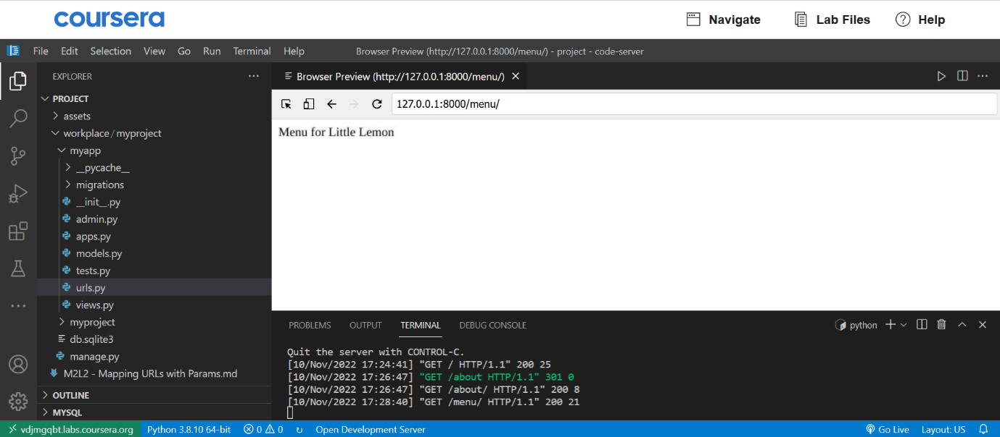 coursera
Navigate
Lab Files
Help
File Edit Selection View Go Run Terminal Help
Browser Preview (http://127.0.0.1:8000/menu/) - project - code-server
EXPLORER
PROJECT
assets
workplace / myproject
myapp
__pycache__
migrations
__init__.py
admin.py
apps.py
models.py
tests.py
urls.py
views.py
myproject
db.sqlite3
manage.py
M2L2 - Mapping URLs with Params.md
OUTLINE
MYSQL
Browser Preview (http://127.0.0.1:8000/menu/)
127.0.0.1:8000/menu/
Menu for Little Lemon
PROBLEMS OUTPUT TERMINAL DEBUG CONSOLE
python
Quit the server with CONTROL-C.
[10/Nov/2022 17:24:41] "GET / HTTP/1.1" 200 25
[10/Nov/2022 17:26:47] "GET /about HTTP/1.1" 301 0
[10/Nov/2022 17:26:47] "GET /about/ HTTP/1.1" 200 8
[10/Nov/2022 17:28:40] "GET /menu/ HTTP/1.1" 200 21
vdjmgqbt.labs.coursera.org Python 3.8.10 64-bit 0 0 Open Development Server Go Live Layout: US